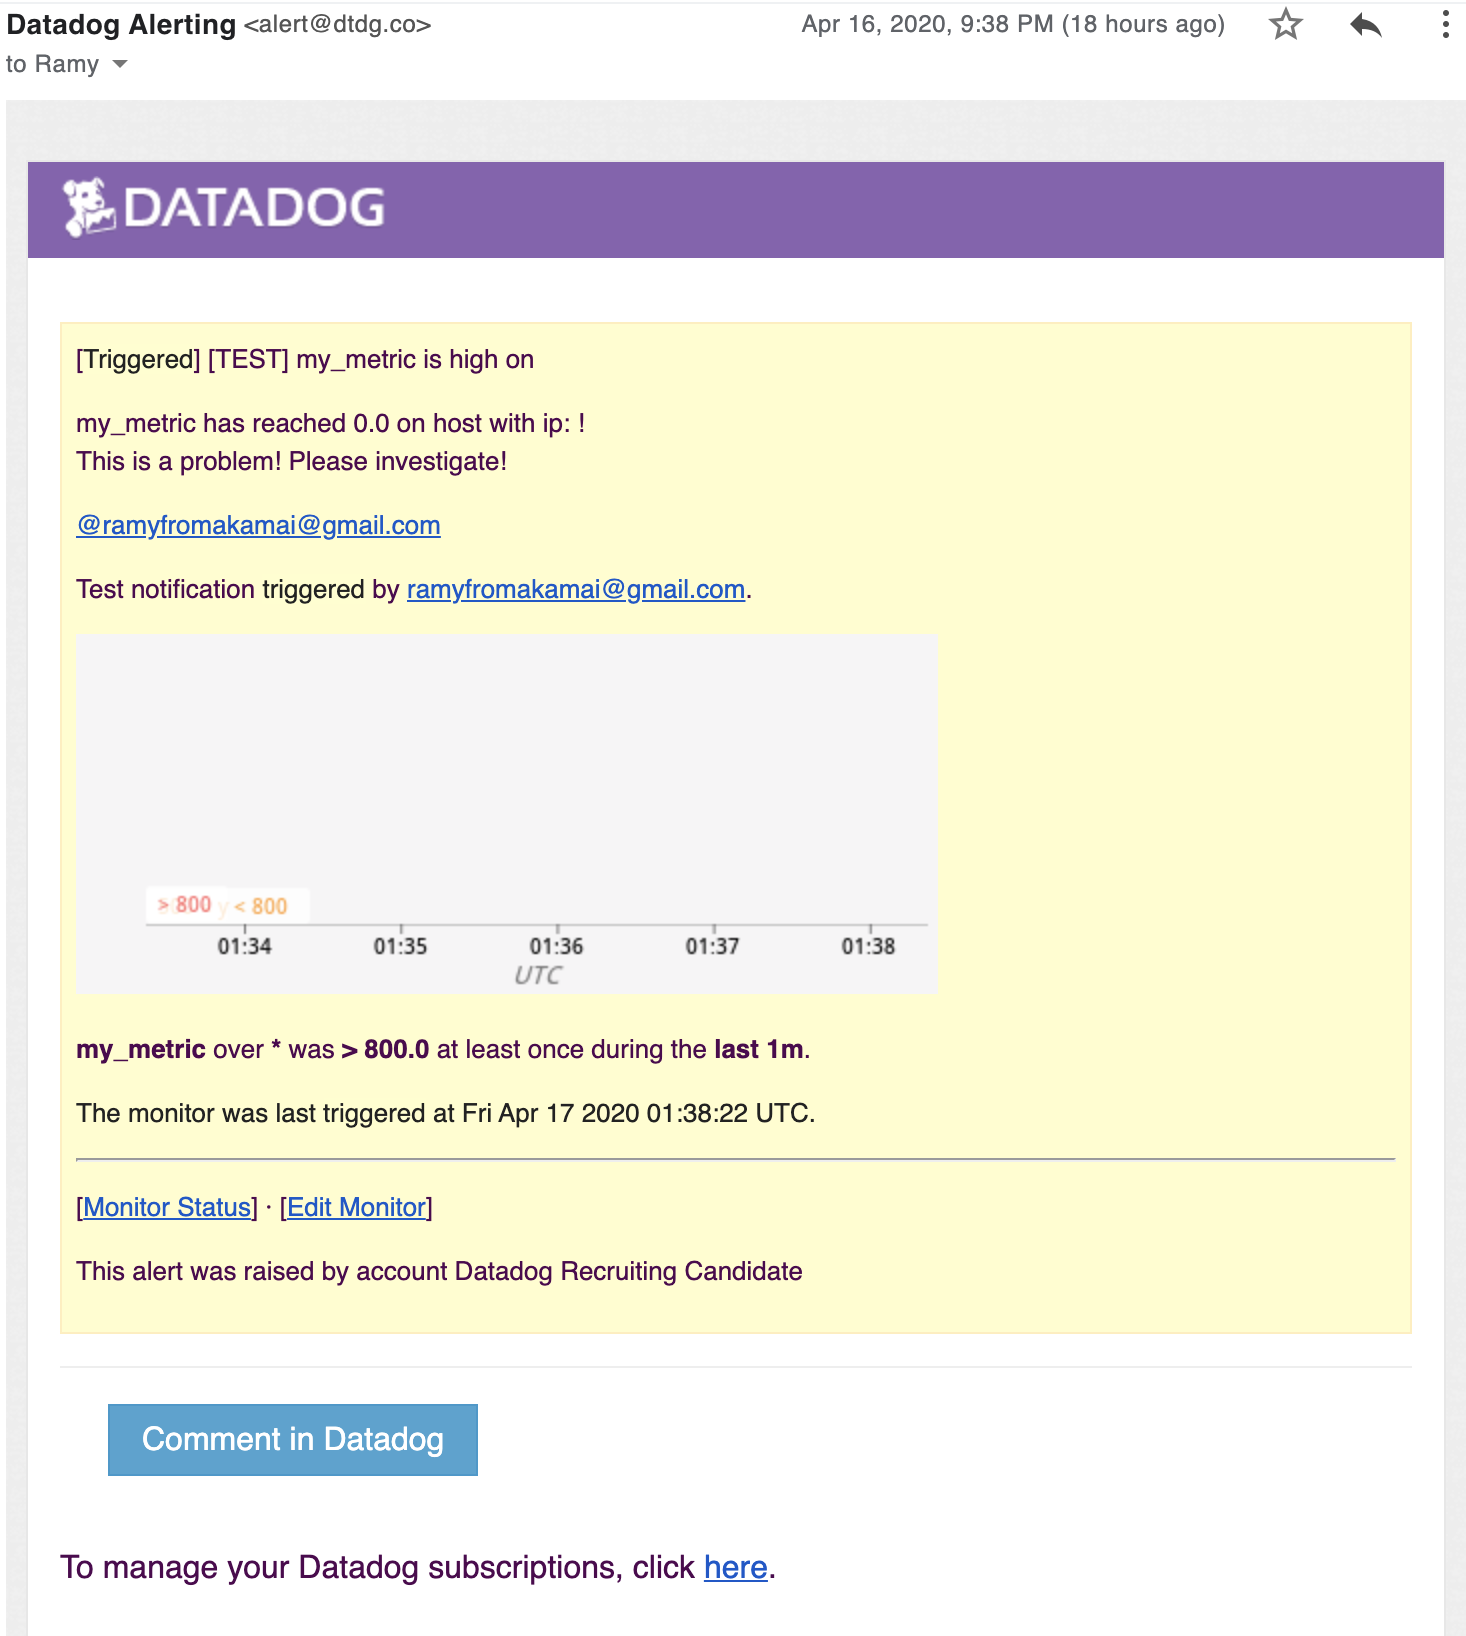 Datadog Alerting <alert@dtdg.co> Apr 16, 2020, 9:38 PM (18 hours ago)
to Ramy
DATADOG
[Triggered] [TEST] my_metric is high on
my_metric has reached 0.0 on host with ip: !
This is a problem! Please investigate!
@ramyfromakamai@gmail.com
Test notification triggered by ramyfromakamai@gmail.com.
> 800 y < 800
01:34 01:35 01:36 01:37 01:38
UTC
my_metric over * was > 800.0 at least once during the last 1m.
The monitor was last triggered at Fri Apr 17 2020 01:38:22 UTC.
[Monitor Status] · [Edit Monitor]
This alert was raised by account Datadog Recruiting Candidate
Comment in Datadog
To manage your Datadog subscriptions, click here.